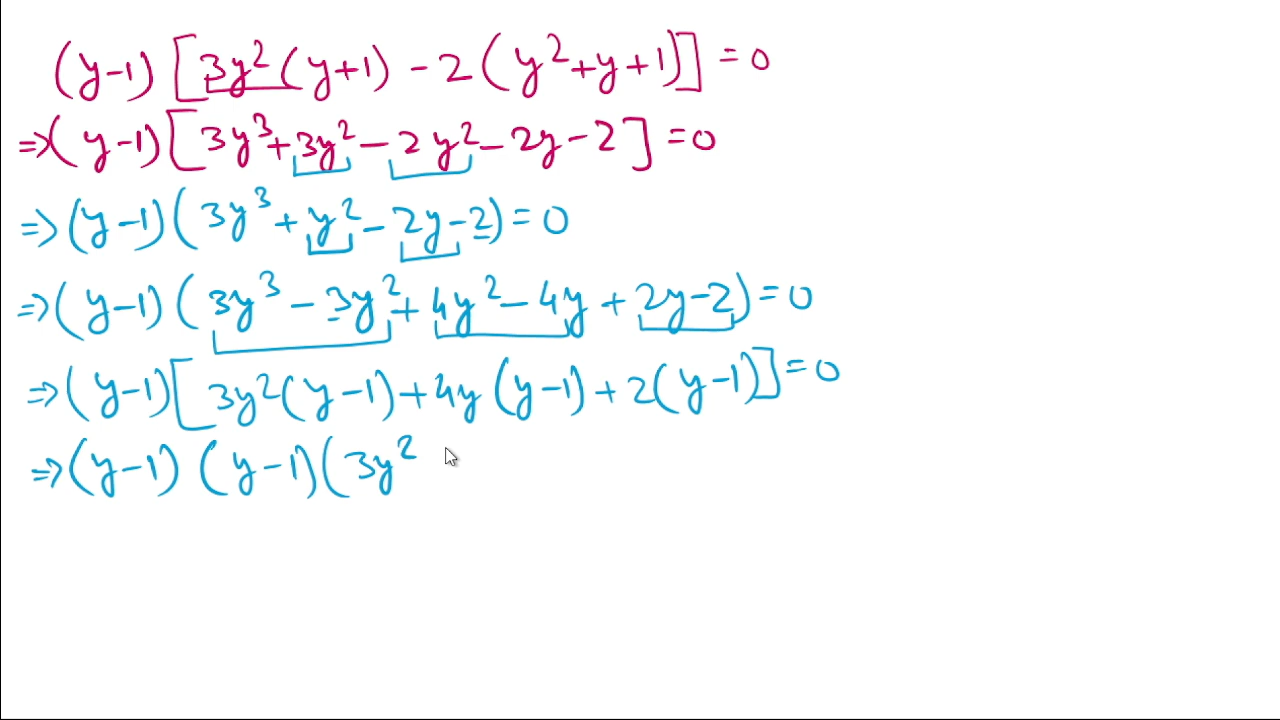 (y-1)[3y²(y+1) - 2(y²+y+1)] = 0
=>(y-1)[3y³+3y²-2y²-2y-2] = 0
=>(y-1)(3y³+y²-2y-2) = 0
=>(y-1)(3y³-3y²+4y²-4y+2y-2) = 0
=>(y-1)[3y²(y-1)+4y(y-1)+2(y-1)] = 0
=>(y-1)(y-1)(3y²